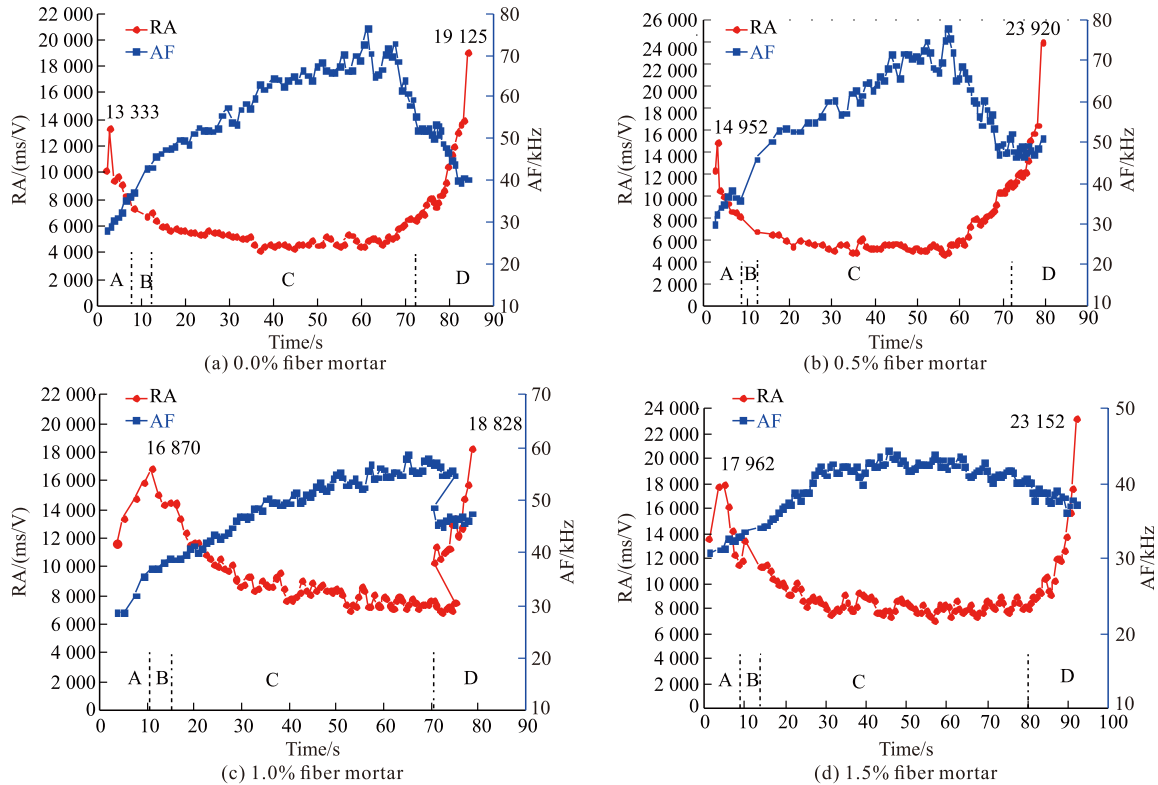 RA
AF
RA/(ms/V)
22 000
20 000
18 000
16 000
14 000
12 000
10 000
8 000
6 000
4 000
2 000
0
13 333
19 125
A
B
C
D
80
70
60
50
40
30
20
10
AF/kHz
0 10 20 30 40 50 60 70 80 90
Time/s
(a) 0.0% fiber mortar
RA
AF
RA/(ms/V)
26 000
24 000
22 000
20 000
18 000
16 000
14 000
12 000
10 000
8 000
6 000
4 000
2 000
0
14 952
23 920
A
B
C
D
80
70
60
50
40
30
20
10
AF/kHz
0 10 20 30 40 50 60 70 80 90
Time/s
(b) 0.5% fiber mortar
RA
AF
RA/(ms/V)
22 000
20 000
18 000
16 000
14 000
12 000
10 000
8 000
6 000
4 000
2 000
0
16 870
18 828
A
B
C
D
70
60
50
40
30
20
10
AF/kHz
0 10 20 30 40 50 60 70 80 90
Time/s
(c) 1.0% fiber mortar
RA
AF
RA/(ms/V)
24 000
22 000
20 000
18 000
16 000
14 000
12 000
10 000
8 000
6 000
4 000
2 000
0
17 962
23 152
A
B
C
D
50
40
30
20
10
AF/kHz
0 10 20 30 40 50 60 70 80 90 100
Time/s
(d) 1.5% fiber mortar